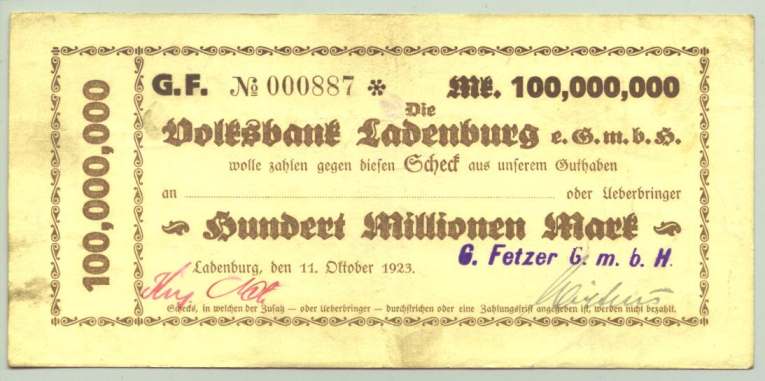 100,000,000
G.F. № 000887 * Mk. 100,000,000
Die
Volksbank Ladenburg e. G. m. b. H.
wolle zahlen gegen diesen Scheck aus unserem Guthaben
an oder Ueberbringer
Hundert Millionen Mark
Ladenburg, den 11. Oktober 1923.
G. Fetzer G. m. b. H.
Schecks, in welchen der Zusatz — oder Ueberbringer — durchstrichen oder eine Zahlungsfrist angegeben ist, werden nicht bezahlt.